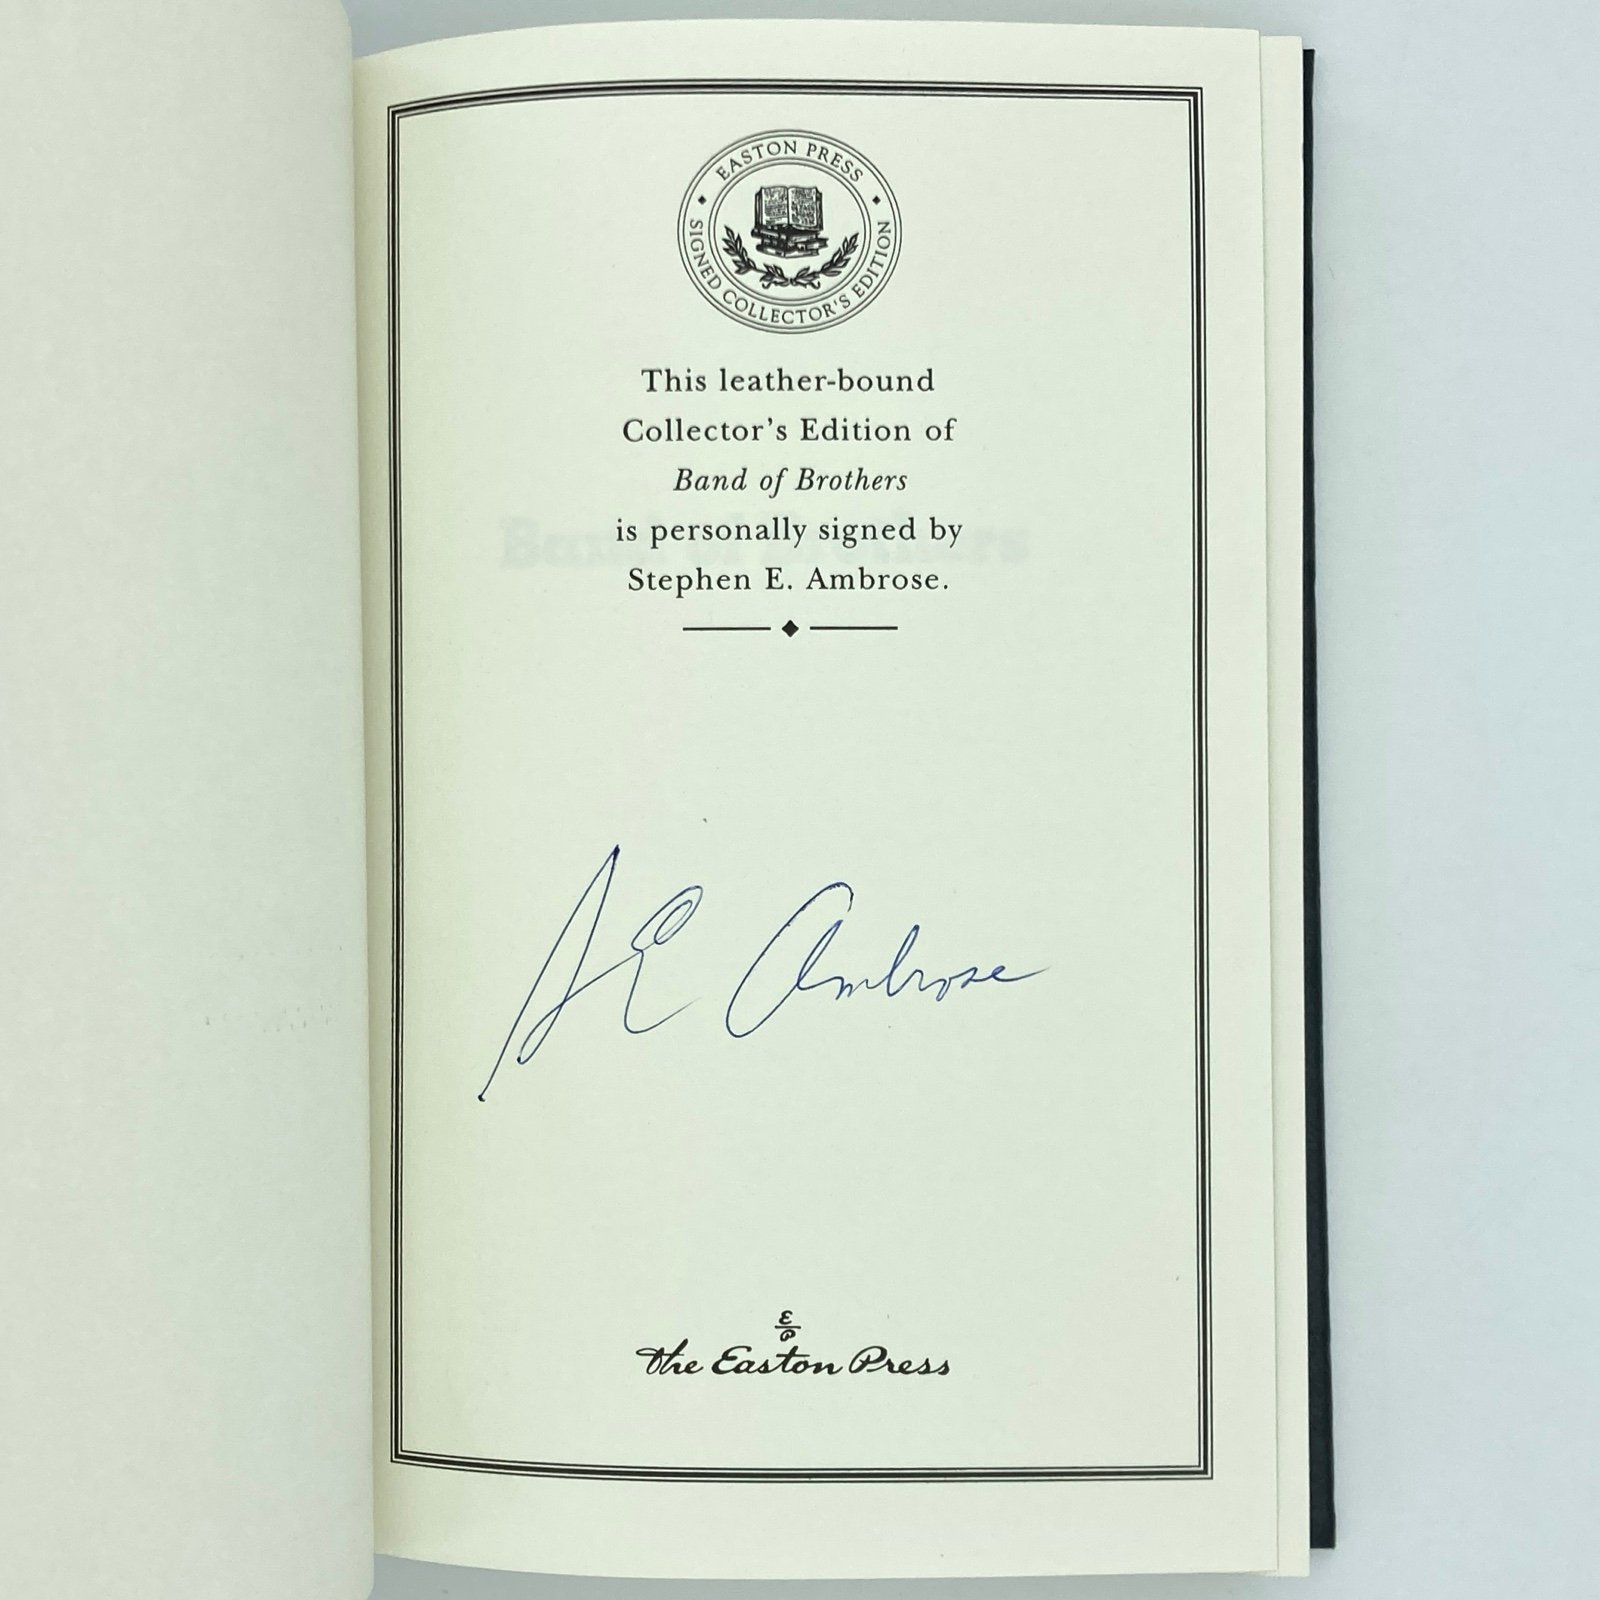 EASTON PRESS
SIGNED COLLECTOR'S EDITION
This leather-bound
Collector's Edition of
Band of Brothers
is personally signed by
Stephen E. Ambrose.
S E Ambrose
E
P
The Easton Press